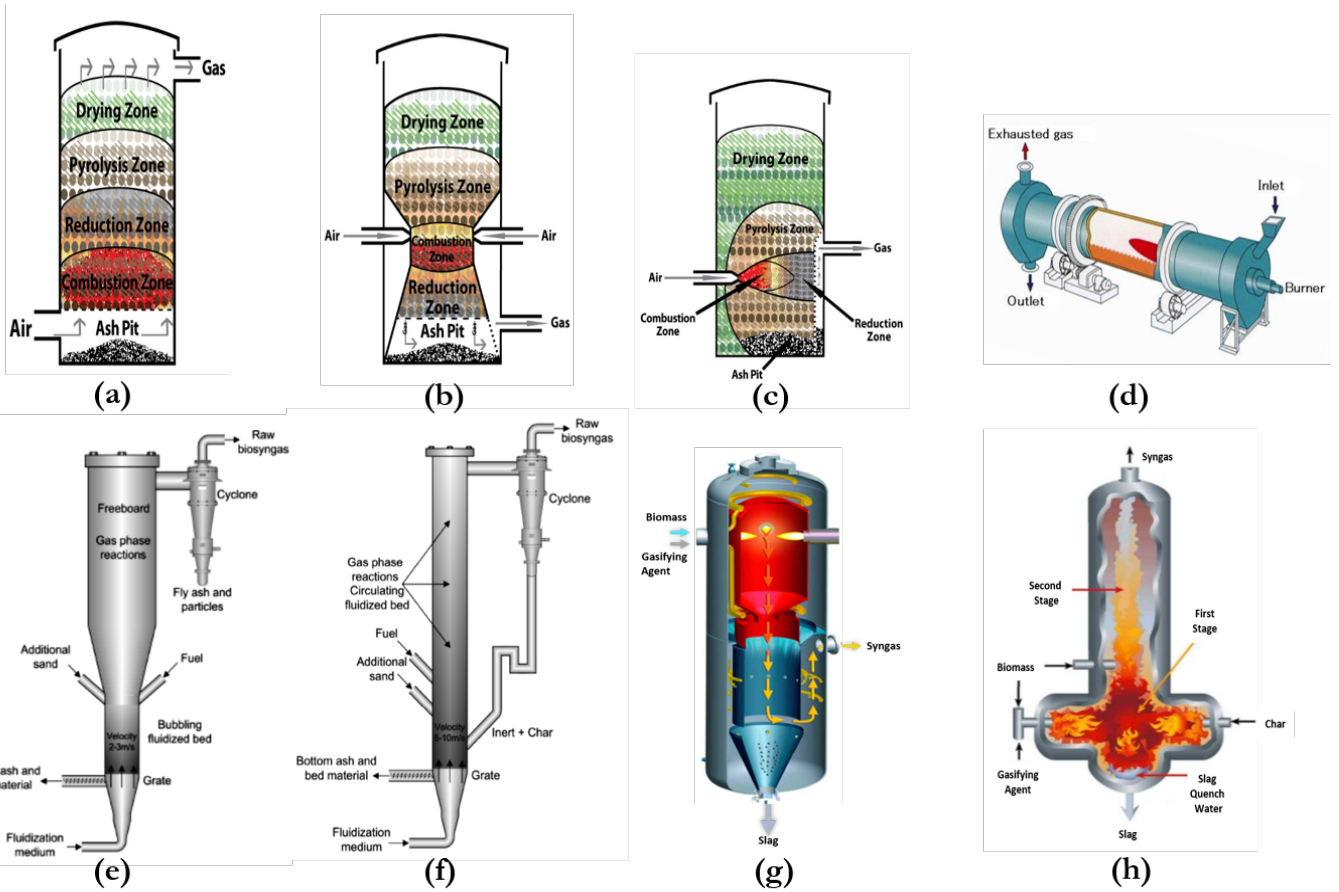 Gas
Drying Zone
Pyrolysis Zone
Reduction Zone
Combustion Zone
Air
Ash Pit
(a)
Drying Zone
Pyrolysis Zone
Air
Combustion
Zone
Air
Reduction
Zone
Ash Pit
Gas
(b)
Drying Zone
Pyrolysis Zone
Gas
Air
Combustion
Zone
Reduction
Zone
Ash Pit
(c)
Exhausted gas
Inlet
Burner
Outlet
(d)
Raw
biosyngas
Cyclone
Freeboard
Gas phase
reactions
Fly ash and
particles
Additional
sand
Fuel
Velocity
2-3m/s
Bubbling
fluidized bed
ash and
material
Grate
Fluidization
medium
(e)
Raw
biosyngas
Cyclone
Gas phase
reactions
Circulating
fluidized bed
Fuel
Additional
sand
Velocity
5-10m/s
Inert + Char
Bottom ash and
bed material
Grate
Fluidization
medium
(f)
Biomass
Gasifying
Agent
Syngas
Slag
(g)
Syngas
Second
Stage
First
Stage
Biomass
Char
Gasifying
Agent
Slag
Quench
Water
Slag
(h)